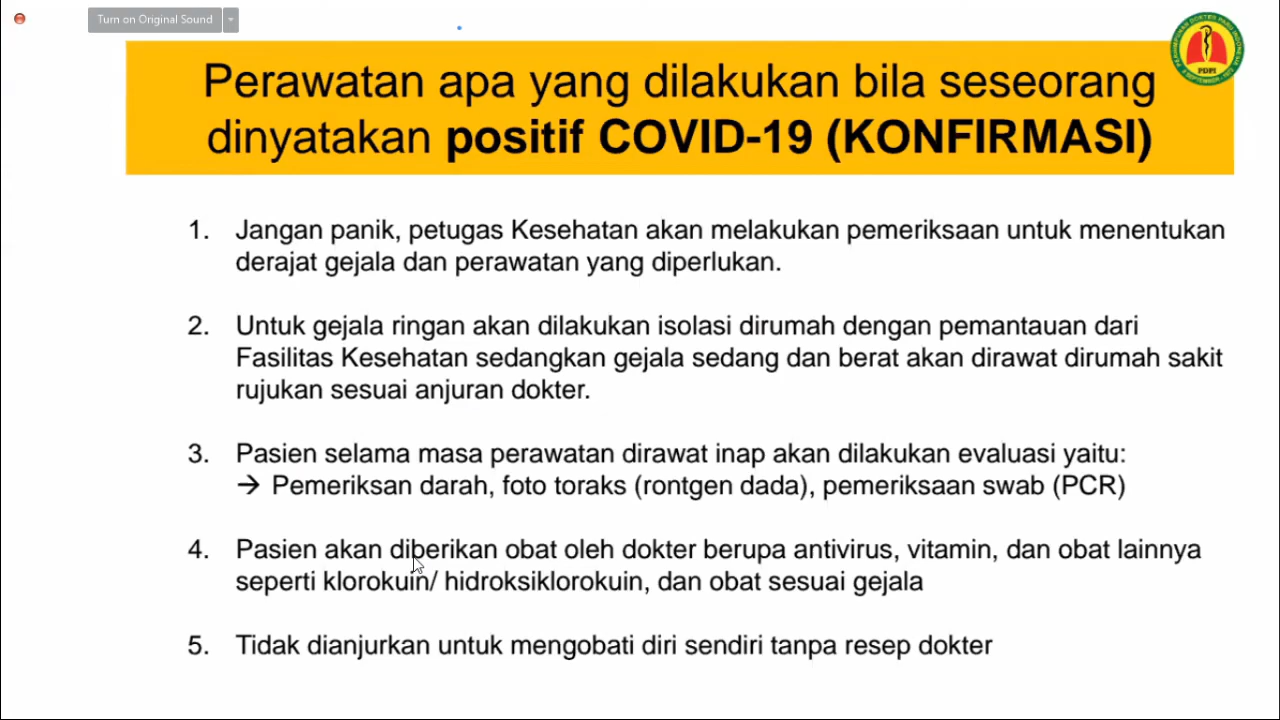 Turn on Original Sound
Perawatan apa yang dilakukan bila seseorang
dinyatakan positif COVID-19 (KONFIRMASI)
PDPI
1. Jangan panik, petugas Kesehatan akan melakukan pemeriksaan untuk menentukan
derajat gejala dan perawatan yang diperlukan.
2. Untuk gejala ringan akan dilakukan isolasi dirumah dengan pemantauan dari
Fasilitas Kesehatan sedangkan gejala sedang dan berat akan dirawat dirumah sakit
rujukan sesuai anjuran dokter.
3. Pasien selama masa perawatan dirawat inap akan dilakukan evaluasi yaitu:
→ Pemeriksan darah, foto toraks (rontgen dada), pemeriksaan swab (PCR)
4. Pasien akan diberikan obat oleh dokter berupa antivirus, vitamin, dan obat lainnya
seperti klorokuin/ hidroksiklorokuin, dan obat sesuai gejala
5. Tidak dianjurkan untuk mengobati diri sendiri tanpa resep dokter